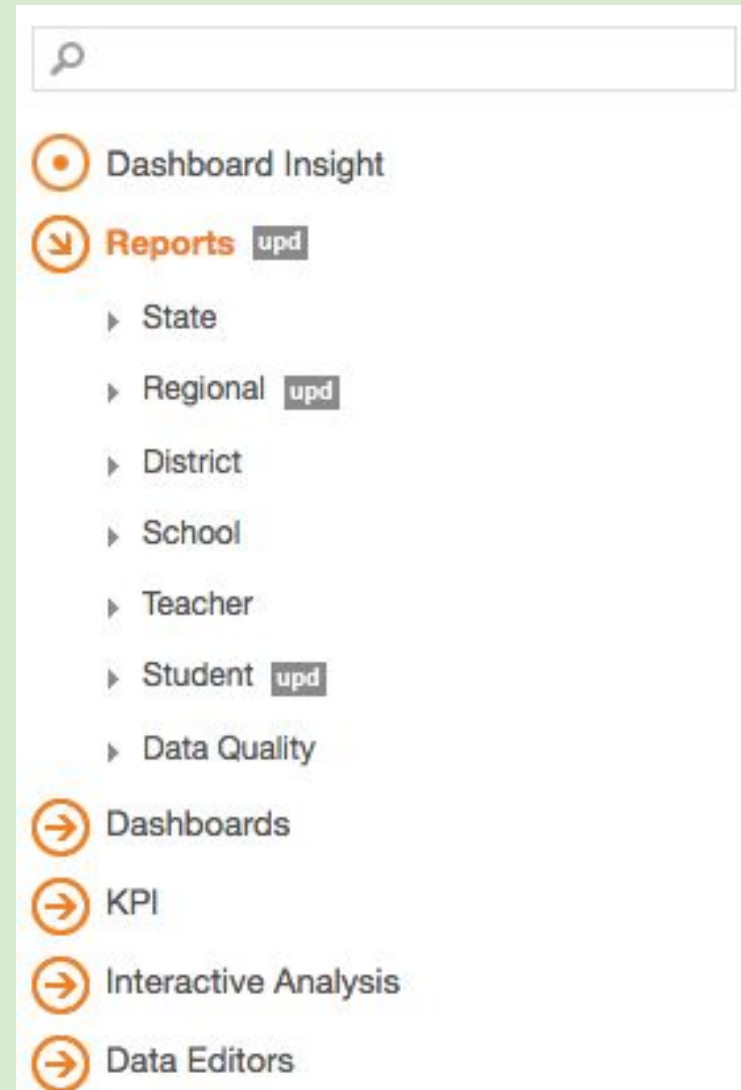 Dashboard Insight
Reports upd
State
Regional upd
District
School
Teacher
Student upd
Data Quality
Dashboards
KPI
Interactive Analysis
Data Editors